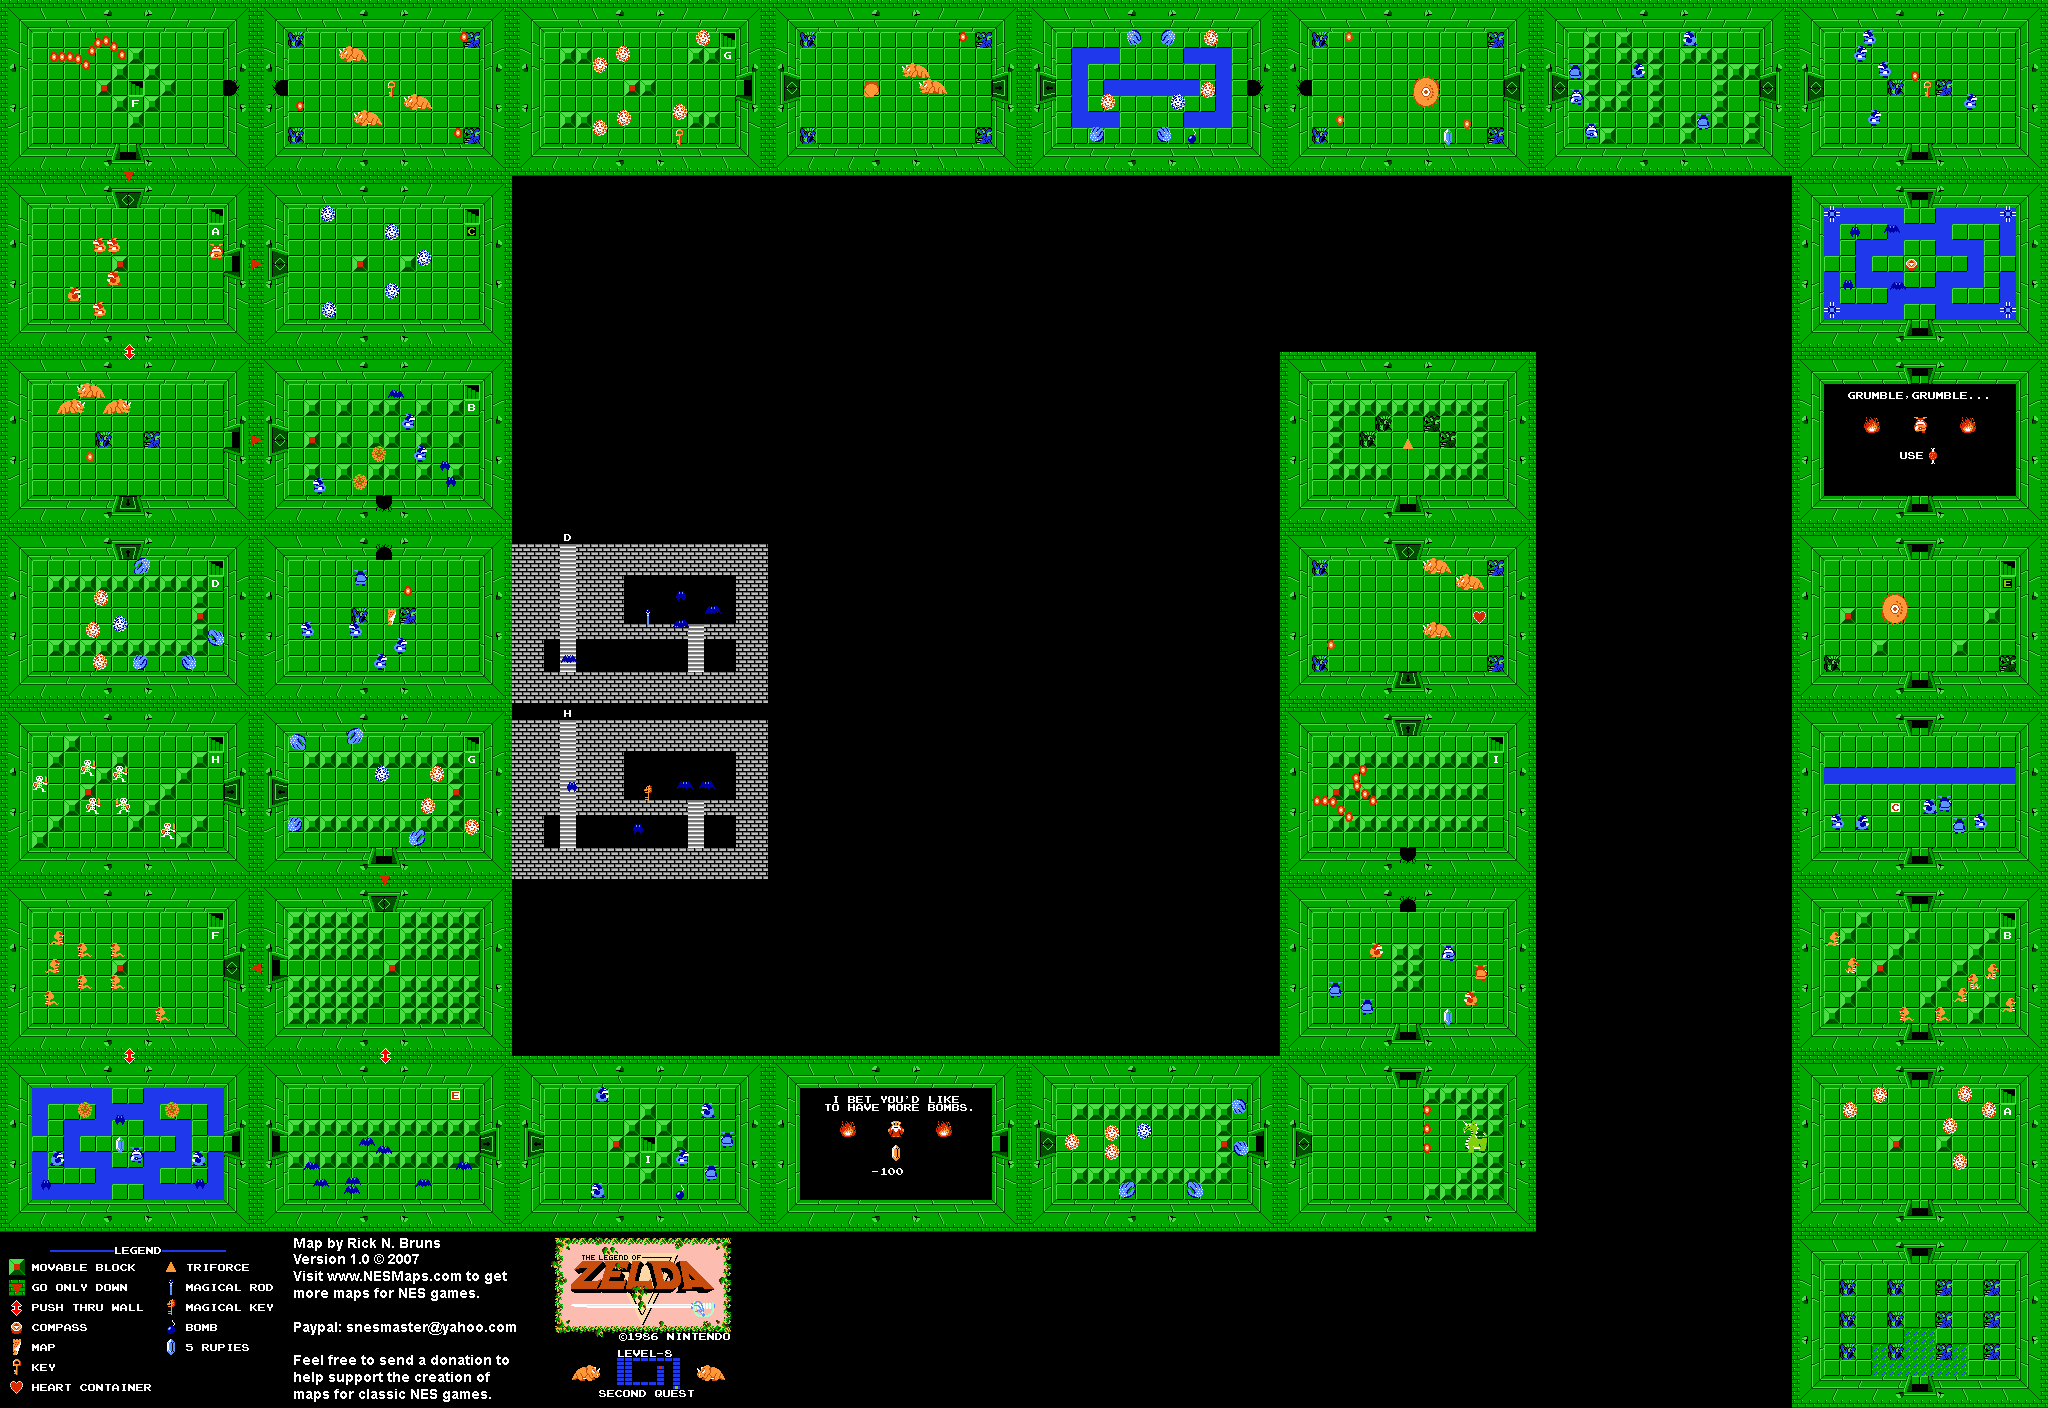 F
G
A
C
B
GRUMBLE,GRUMBLE...
USE
D
D
E
H
H
G
I
C
F
B
E
I
I BET YOU'D LIKE
TO HAVE MORE BOMBS.
-100
A
LEGEND
MOVABLE BLOCK
GO ONLY DOWN
PUSH THRU WALL
COMPASS
MAP
KEY
HEART CONTAINER
TRIFORCE
MAGICAL ROD
MAGICAL KEY
BOMB
5 RUPIES
Map by Rick N. Bruns
Version 1.0 © 2007
Visit www.NESMaps.com to get
more maps for NES games.
Paypal: snesmaster@yahoo.com
Feel free to send a donation to
help support the creation of
maps for classic NES games.
THE LEGEND OF
ZELDA
©1986 NINTENDO
LEVEL-8
SECOND QUEST